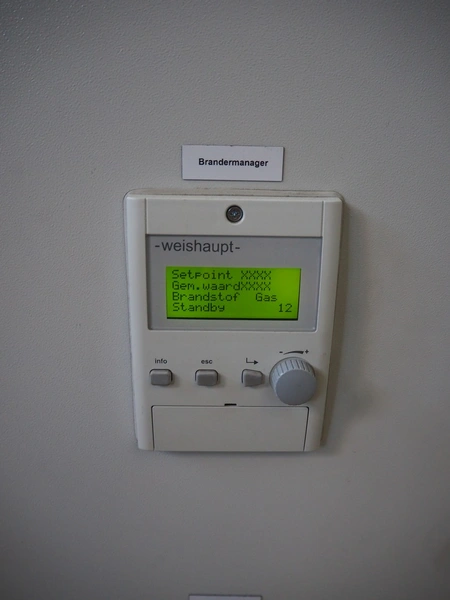 Brandermanager
-weishaupt-
Setpoint XXXX
Gem.waardXXXX
Brandstof Gas
Standby 12
info esc
- +